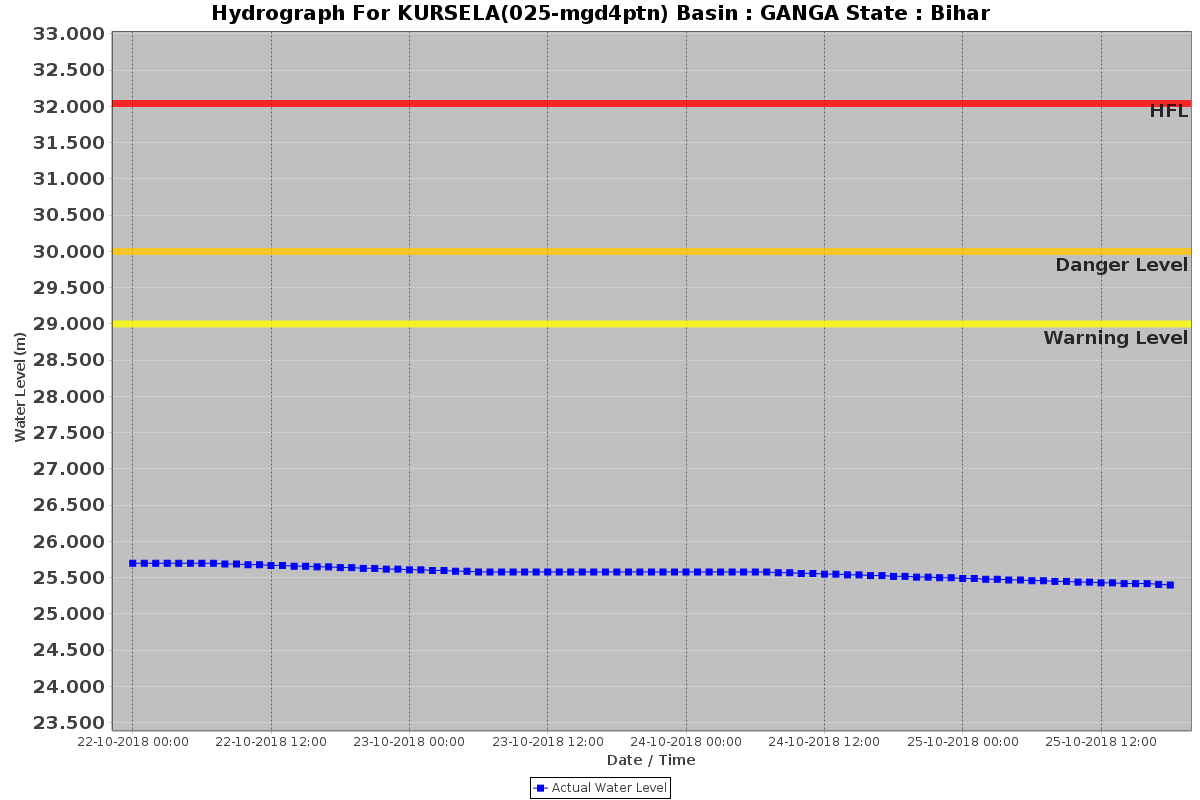 Hydrograph For KURSELA(025-mgd4ptn) Basin : GANGA State : Bihar
33.000
32.500
32.000
HFL
31.500
31.000
30.500
30.000
Danger Level
29.500
29.000
Warning Level
28.500
28.000
27.500
27.000
26.500
26.000
25.500
25.000
24.500
24.000
23.500
Water Level (m)
22-10-2018 00:00 22-10-2018 12:00 23-10-2018 00:00 23-10-2018 12:00 24-10-2018 00:00 24-10-2018 12:00 25-10-2018 00:00 25-10-2018 12:00
Date / Time
Actual Water Level